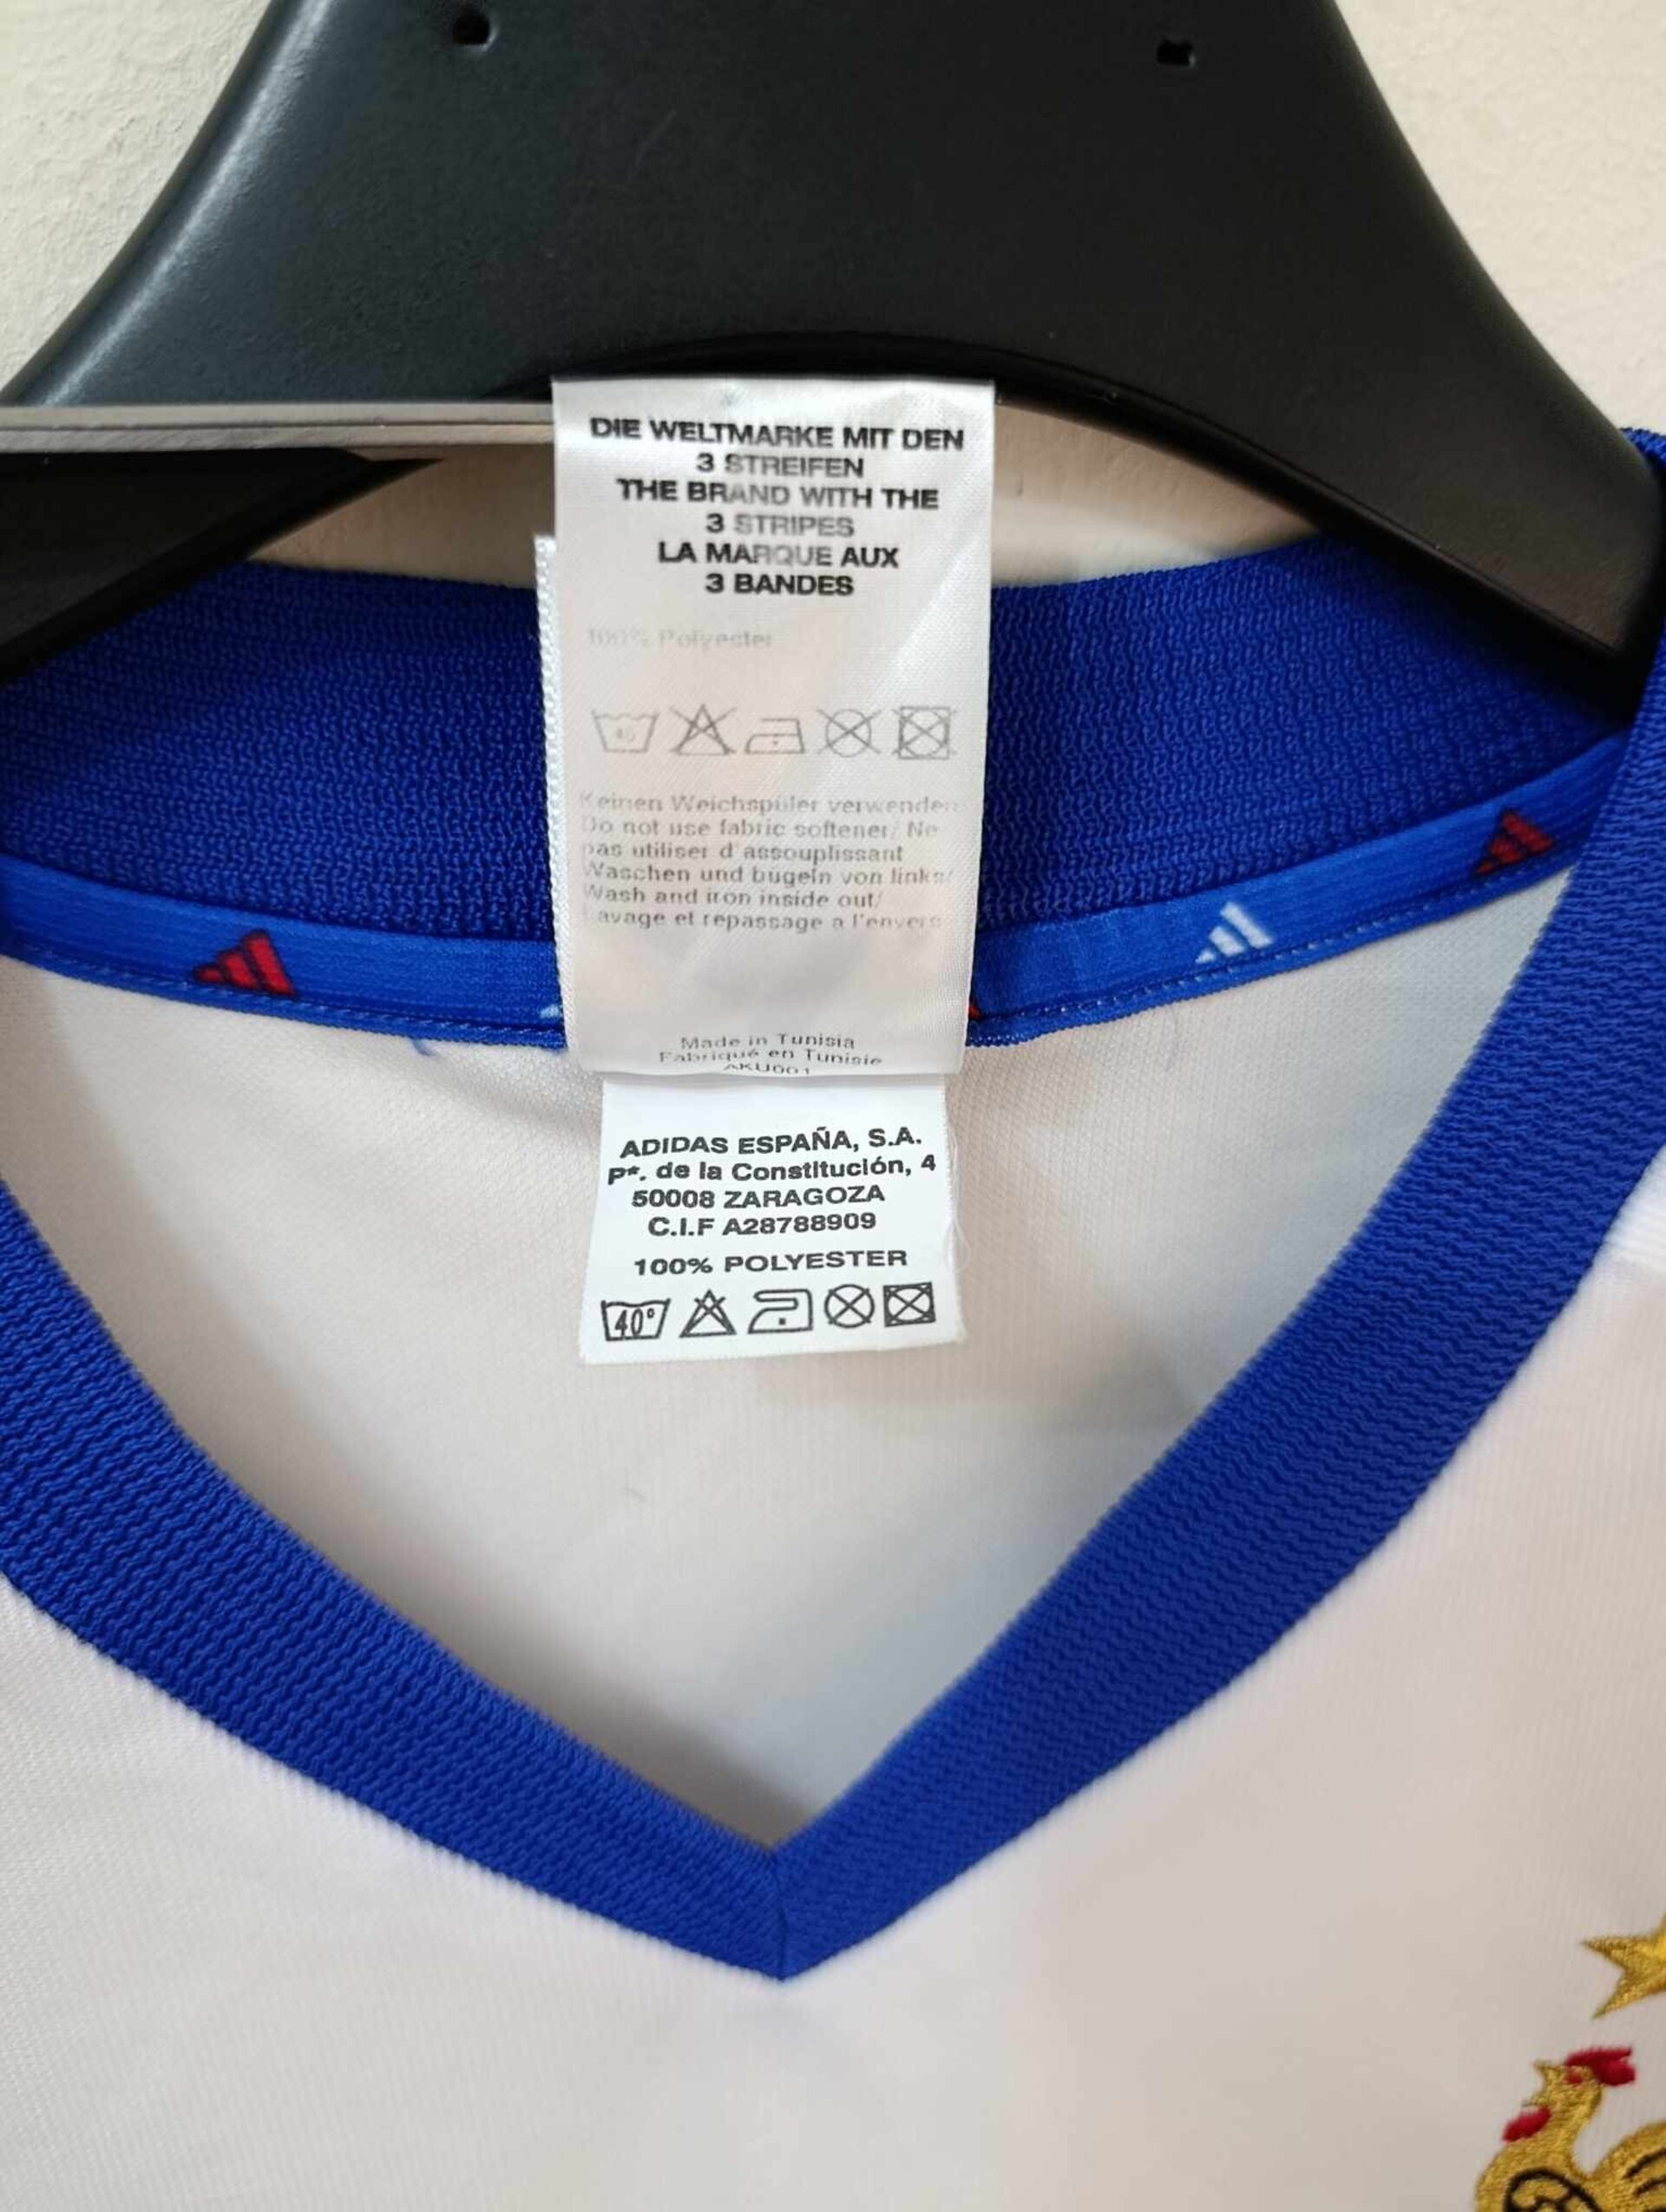 DIE WELTMARKE MIT DEN
3 STREIFEN
THE BRAND WITH THE
3 STRIPES
LA MARQUE AUX
3 BANDES
100% Polyester
40
Keinen Weichspüler verwenden
Do not use fabric softener/ Ne
pas utiliser d'assouplissant
Waschen und bügeln von links/
Wash and iron inside out/
Lavage et repassage a l'envers
Made in Tunisia
Fabriqué en Tunisie
AKU001
ADIDAS ESPAÑA, S.A.
Pº. de la Constitución, 4
50008 ZARAGOZA
C.I.F A28788909
100% POLYESTER
40°